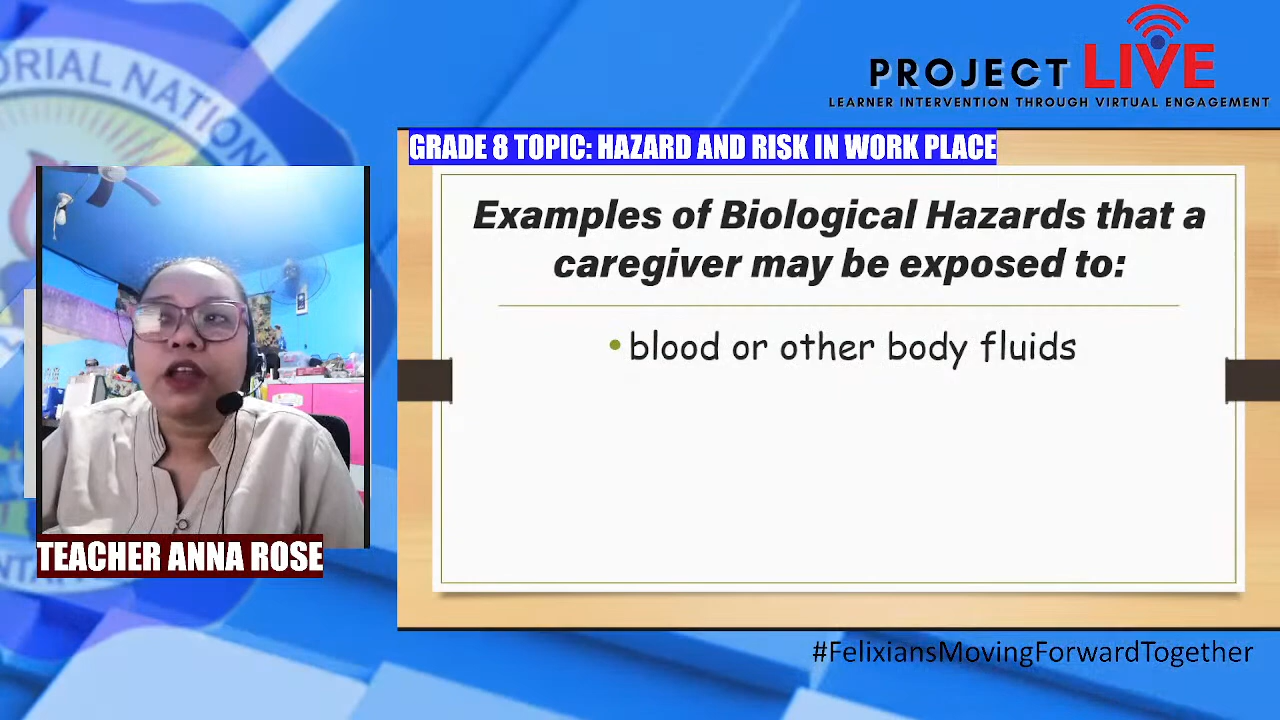 PROJECT LIVE
LEARNER INTERVENTION THROUGH VIRTUAL ENGAGEMENT
GRADE 8 TOPIC: HAZARD AND RISK IN WORK PLACE
Examples of Biological Hazards that a
caregiver may be exposed to:
•blood or other body fluids
TEACHER ANNA ROSE
#FelixiansMovingForwardTogether